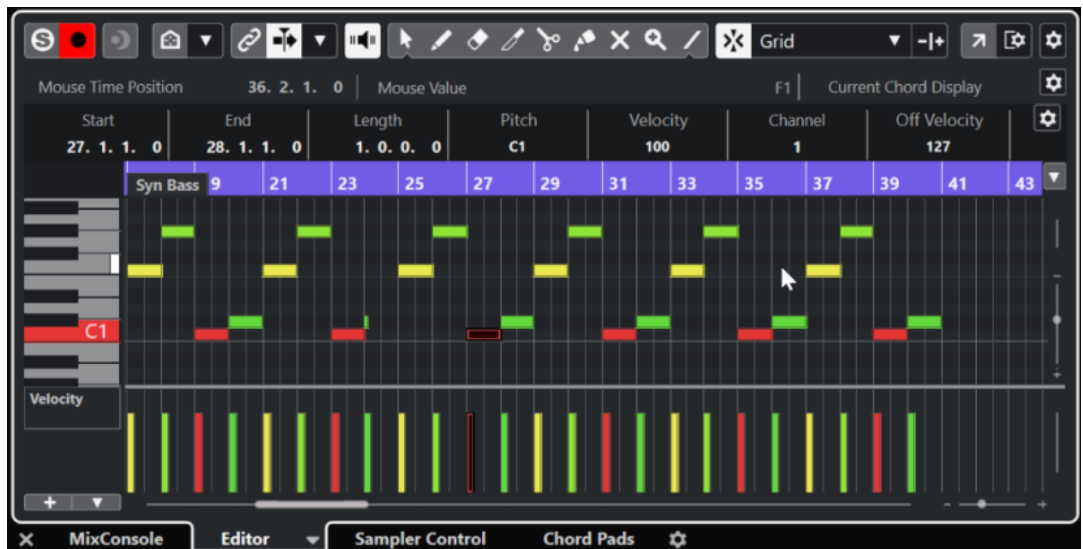 S
Grid
Mouse Time Position 36. 2. 1. 0 Mouse Value F1 Current Chord Display
Start End Length Pitch Velocity Channel Off Velocity
27. 1. 1. 0 28. 1. 1. 0 1. 0. 0. 0 C1 100 1 127
Syn Bass 9 21 23 25 27 29 31 33 35 37 39 41 43
C1
Velocity
MixConsole Editor Sampler Control Chord Pads